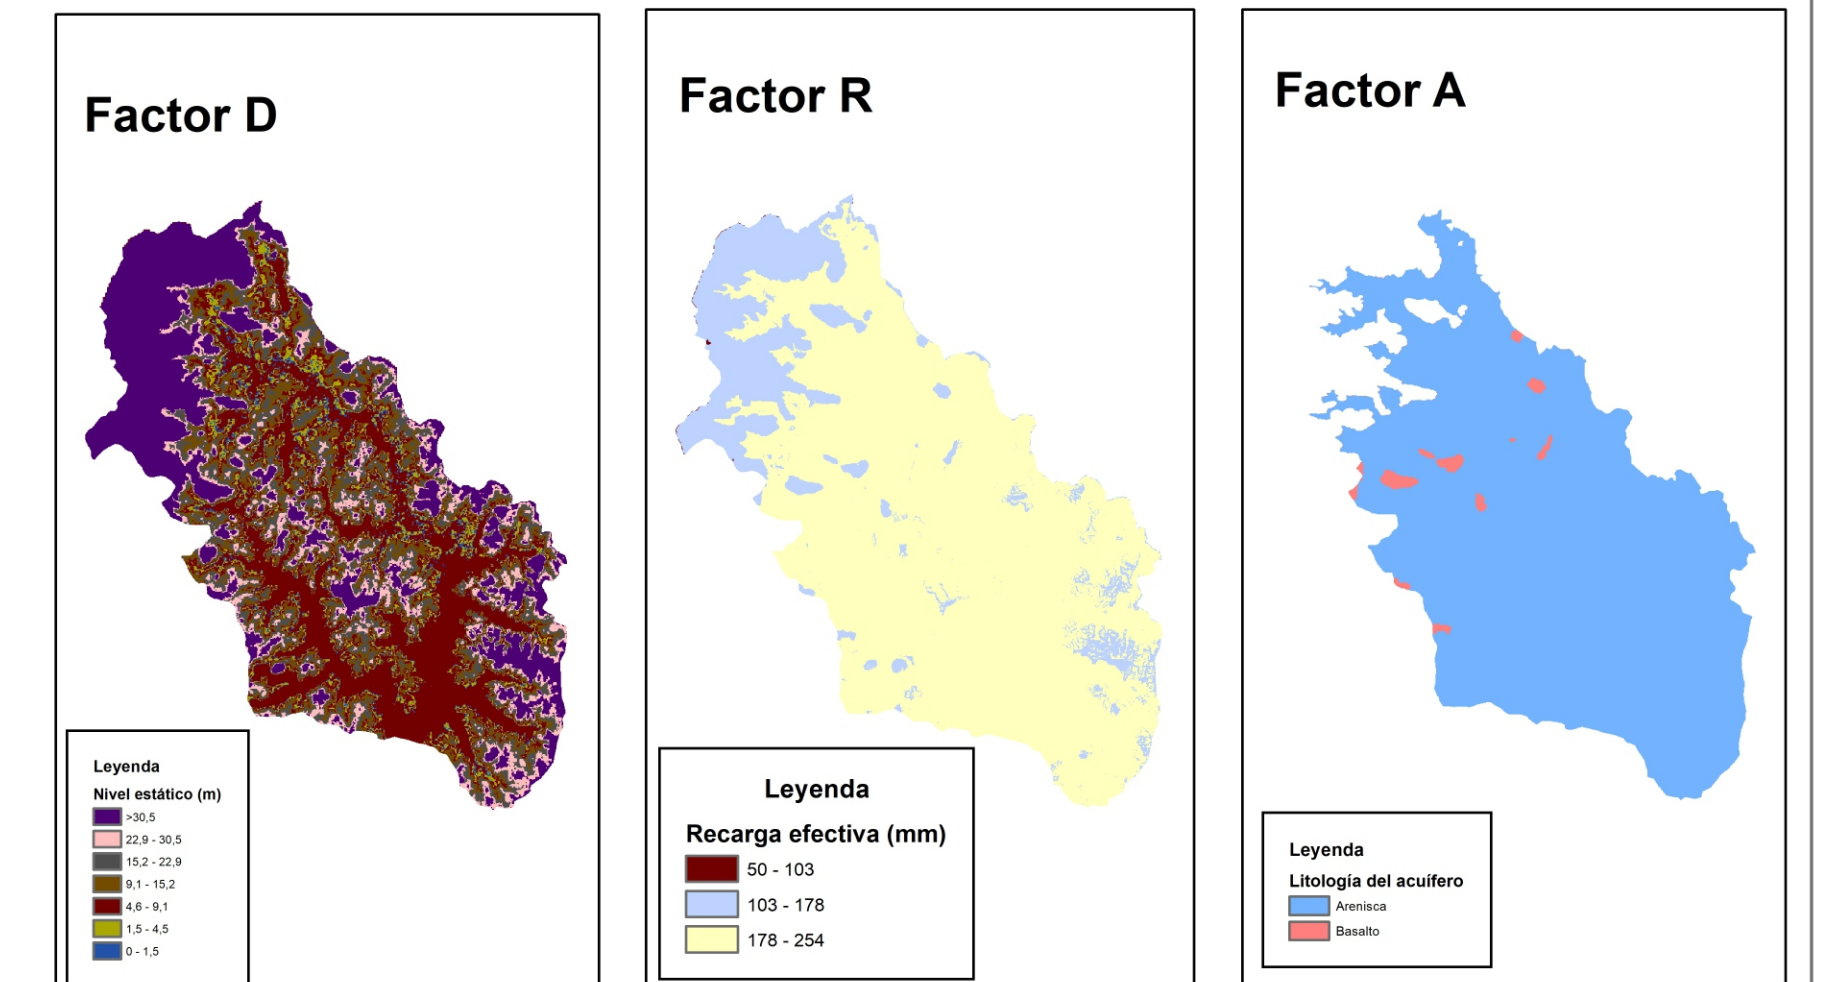 Factor D
Leyenda
Nivel estático (m)
>30,5
22,9 - 30,5
15,2 - 22,9
9,1 - 15,2
4,6 - 9,1
1,5 - 4,5
0 - 1,5
Factor R
Leyenda
Recarga efectiva (mm)
50 - 103
103 - 178
178 - 254
Factor A
Leyenda
Litología del acuífero
Arenisca
Basalto